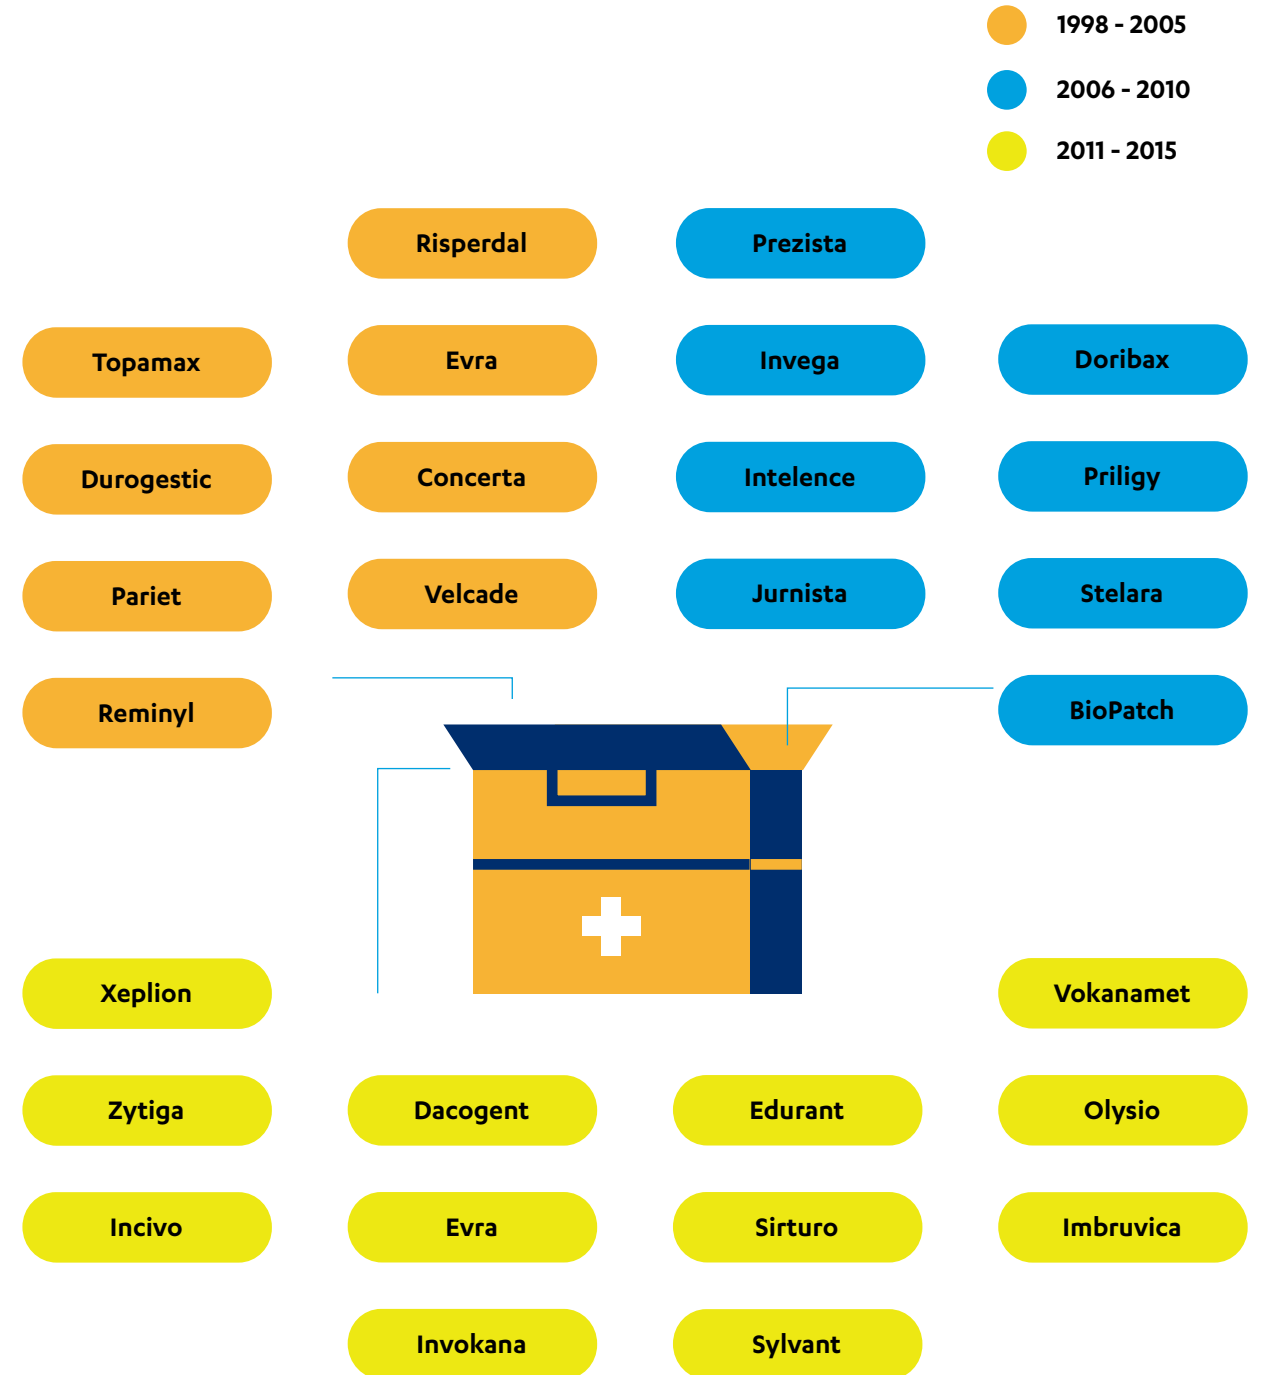 1998 - 2005
2006 - 2010
2011 - 2015
Risperdal
Prezista
Topamax
Evra
Invega
Doribax
Durogestic
Concerta
Intelence
Priligy
Pariet
Velcade
Jurnista
Stelara
Reminyl
BioPatch
Xeplion
Vokanamet
Zytiga
Dacogent
Edurant
Olysio
Incivo
Evra
Sirturo
Imbruvica
Invokana
Sylvant